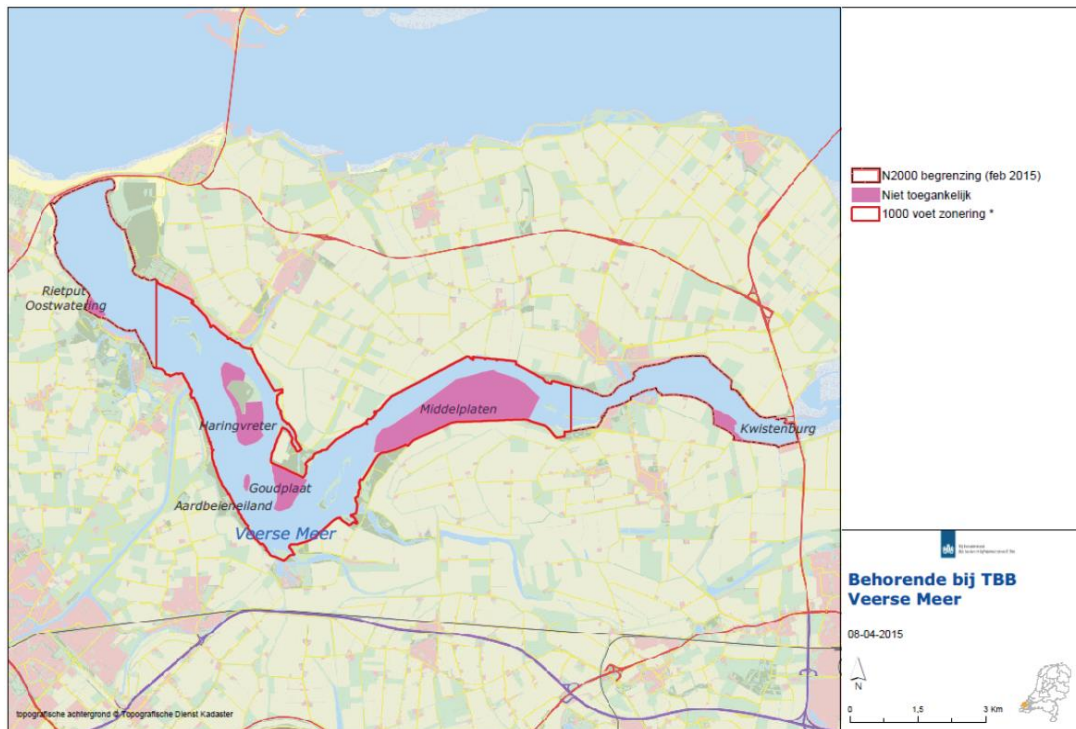 Rietput
Oostwatering
Haringvreter
Middelplaten
Kwistenburg
Goudplaat
Aardbeieneiland
Veerse Meer
topografische achtergrond © Topografische Dienst Kadaster
N2000 begrenzing (feb 2015)
Niet toegankelijk
1000 voet zonering *
Behorende bij TBB
Veerse Meer
08-04-2015
N
0 1,5 3 Km